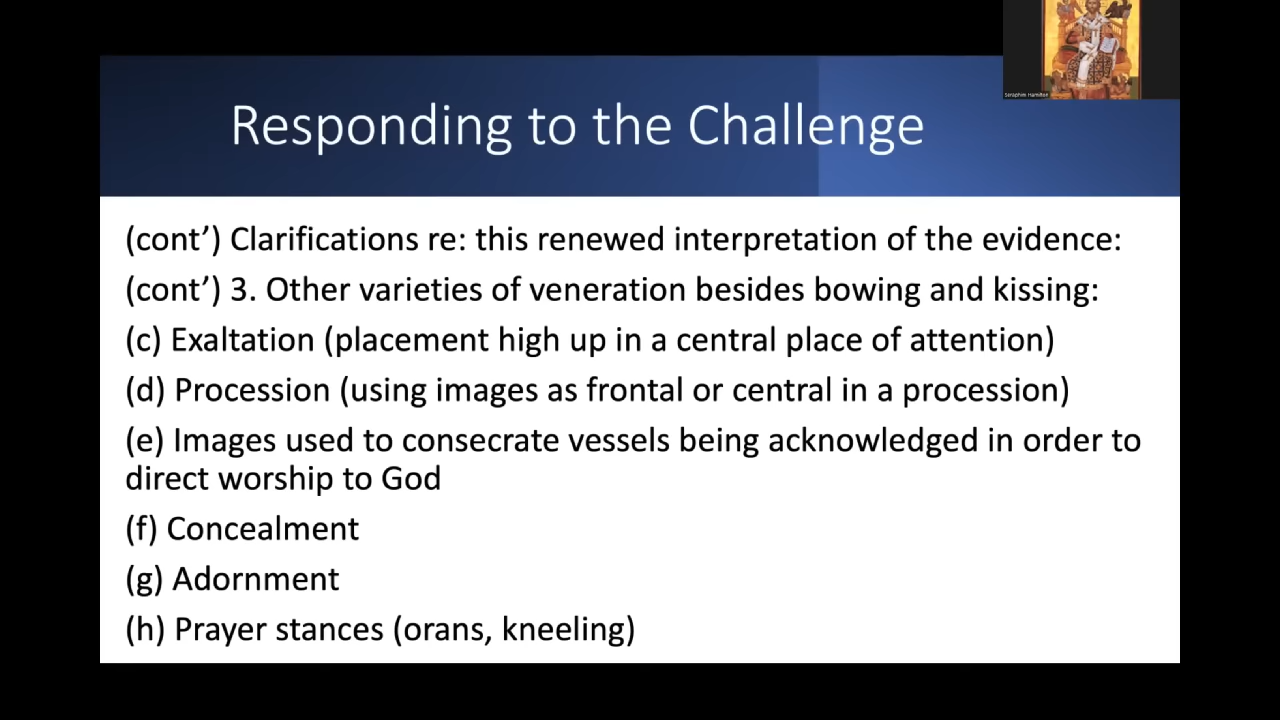 Seraphim Hamilton
Responding to the Challenge
(cont’) Clarifications re: this renewed interpretation of the evidence:
(cont’) 3. Other varieties of veneration besides bowing and kissing:
(c) Exaltation (placement high up in a central place of attention)
(d) Procession (using images as frontal or central in a procession)
(e) Images used to consecrate vessels being acknowledged in order to
direct worship to God
(f) Concealment
(g) Adornment
(h) Prayer stances (orans, kneeling)